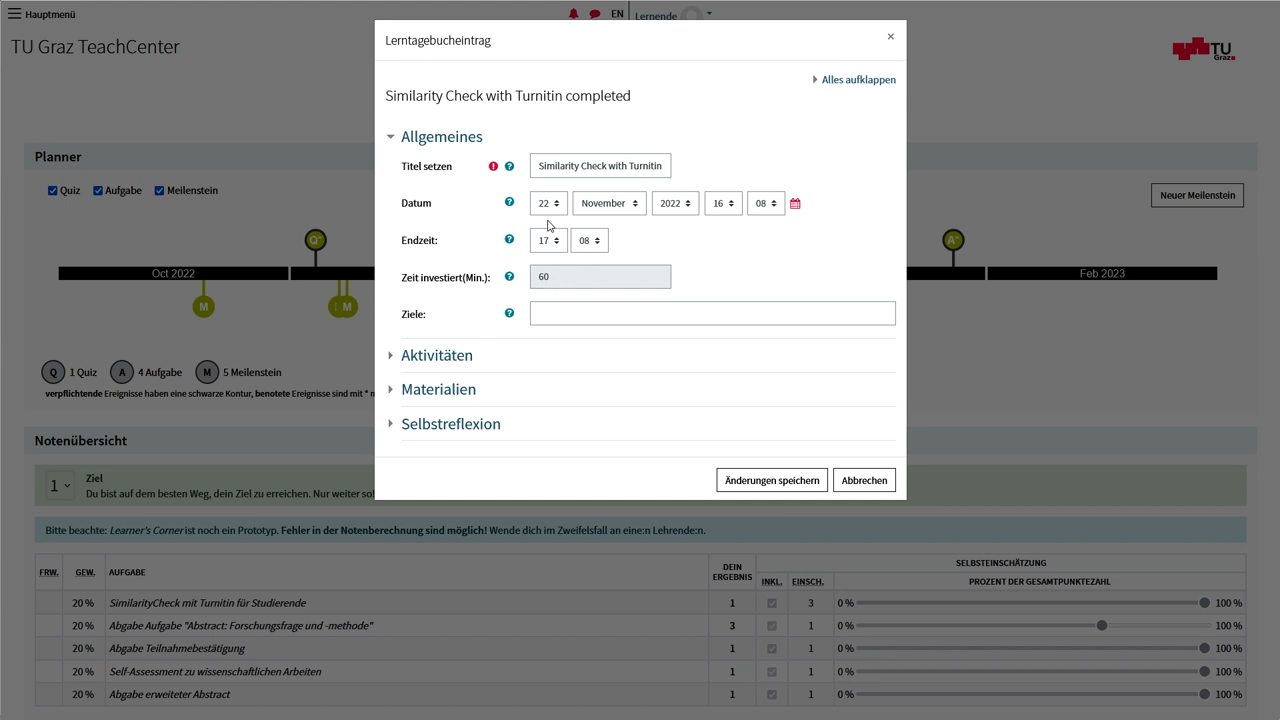 Hauptmenü
EN
Lernende
TU Graz TeachCenter
TU
Graz
Lerntagebucheintrag
×
Alles aufklappen
Similarity Check with Turnitin completed
Allgemeines
Titel setzen
Similarity Check with Turnitin
Datum
22
November
2022
16
08
Endzeit:
17
08
Zeit investiert(Min.):
60
Ziele:
Aktivitäten
Materialien
Selbstreflexion
Änderungen speichern
Abbrechen
Planner
Quiz
Aufgabe
Meilenstein
Neuer Meilenstein
Q*
A*
Oct 2022
Feb 2023
M
M
Q
1 Quiz
A
4 Aufgabe
M
5 Meilenstein
verpflichtende Ereignisse haben eine schwarze Kontur, benotete Ereignisse sind mit *
Notenübersicht
1
Ziel
Du bist auf dem besten Weg, dein Ziel zu erreichen. Nur weiter so!
Bitte beachte: Learner's Corner ist noch ein Prototyp. Fehler in der Notenberechnung sind möglich! Wende dich im Zweifelsfall an eine:n Lehrende:n.
FRW. GEW. AUFGABE DEIN ERGEBNIS SELBSTEINSCHÄTZUNG
INKL. EINSCH. PROZENT DER GESAMTPUNKTEZAHL
20 % SimilarityCheck mit Turnitin für Studierende 1 3 0 % 100 %
20 % Abgabe Aufgabe "Abstract: Forschungsfrage und -methode" 3 1 0 % 100 %
20 % Abgabe Teilnahmebestätigung 1 1 0 % 100 %
20 % Self-Assessment zu wissenschaftlichen Arbeiten 1 1 0 % 100 %
20 % Abgabe erweiterter Abstract 1 1 0 % 100 %